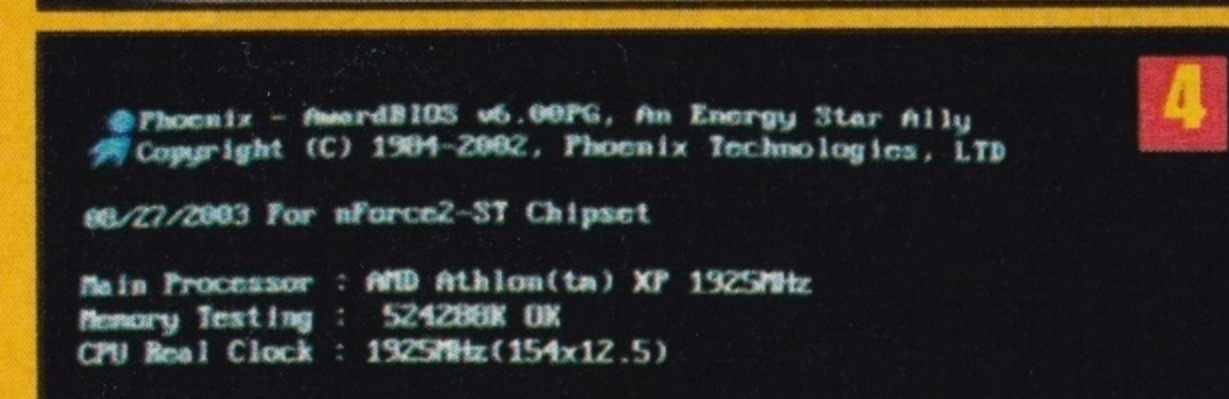 Phoenix - AwardBIOS v6.00PG, An Energy Star Ally
Copyright (C) 1984-2002, Phoenix Technologies, LTD
4
08/27/2003 For nForce2-ST Chipset
Main Processor : AMD Athlon(tm) XP 1925MHz
Memory Testing : 524288K OK
CPU Real Clock : 1925MHz(154x12.5)